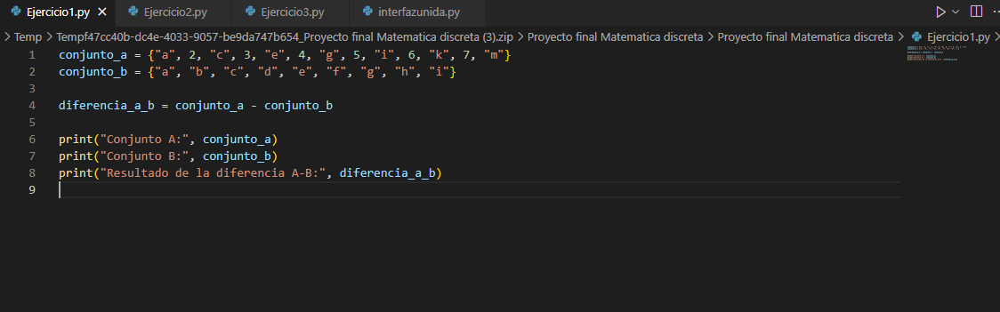 Ejercicio1.py Ejercicio2.py Ejercicio3.py interfazunida.py
Temp > Tempf47cc40b-dc4e-4033-9057-be9da747b654_Proyecto final Matematica discreta (3).zip > Proyecto final Matematica discreta > Proyecto final Matematica discreta > Ejercicio1.py >
1 conjunto_a = {"a", 2, "c", 3, "e", 4, "g", 5, "i", 6, "k", 7, "m"}
2 conjunto_b = {"a", "b", "c", "d", "e", "f", "g", "h", "i"}
3
4 diferencia_a_b = conjunto_a - conjunto_b
5
6 print("Conjunto A:", conjunto_a)
7 print("Conjunto B:", conjunto_b)
8 print("Resultado de la diferencia A-B:", diferencia_a_b)
9